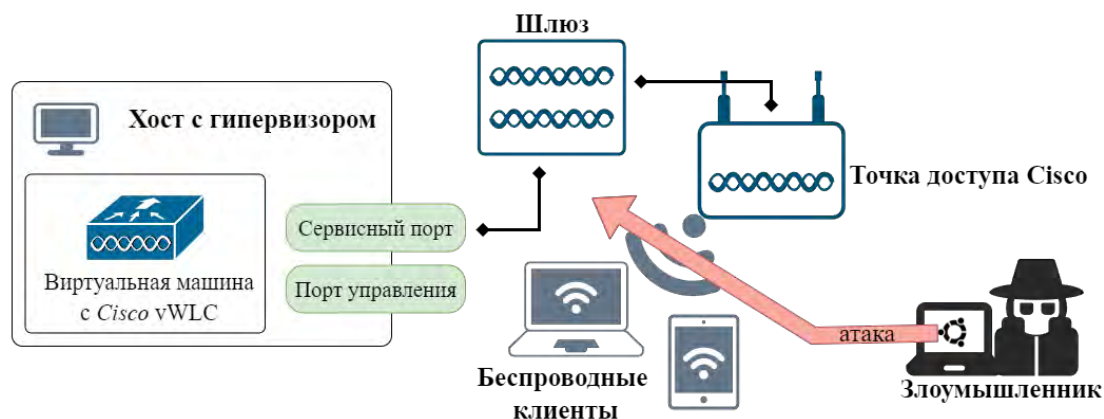 Шлюз
Хост с гипервизором
Точка доступа Cisco
Сервисный порт
Виртуальная машина
с Cisco vWLC
Порт управления
атака
Беспроводные
клиенты
Злоумышленник